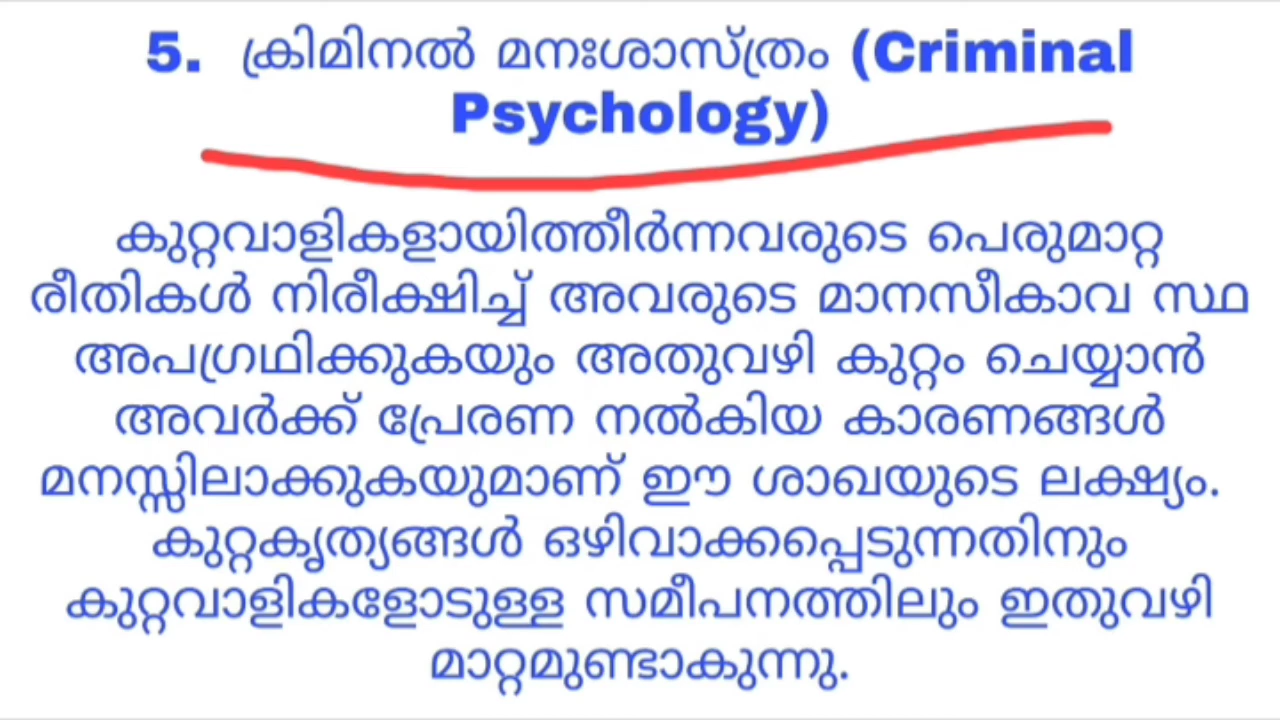 5. ക്രിമിനൽ മനഃശാസ്ത്രം (Criminal
Psychology)
കുറ്റവാളികളായിത്തീർന്നവരുടെ പെരുമാറ്റ
രീതികൾ നിരീക്ഷിച്ച് അവരുടെ മാനസീകാവ സ്ഥ
അപഗ്രഥിക്കുകയും അതുവഴി കുറ്റം ചെയ്യാൻ
അവർക്ക് പ്രേരണ നൽകിയ കാരണങ്ങൾ
മനസ്സിലാക്കുകയുമാണ് ഈ ശാഖയുടെ ലക്ഷ്യം.
കുറ്റകൃത്യങ്ങൾ ഒഴിവാക്കപ്പെടുന്നതിനും
കുറ്റവാളികളോടുള്ള സമീപനത്തിലും ഇതുവഴി
മാറ്റമുണ്ടാകുന്നു.